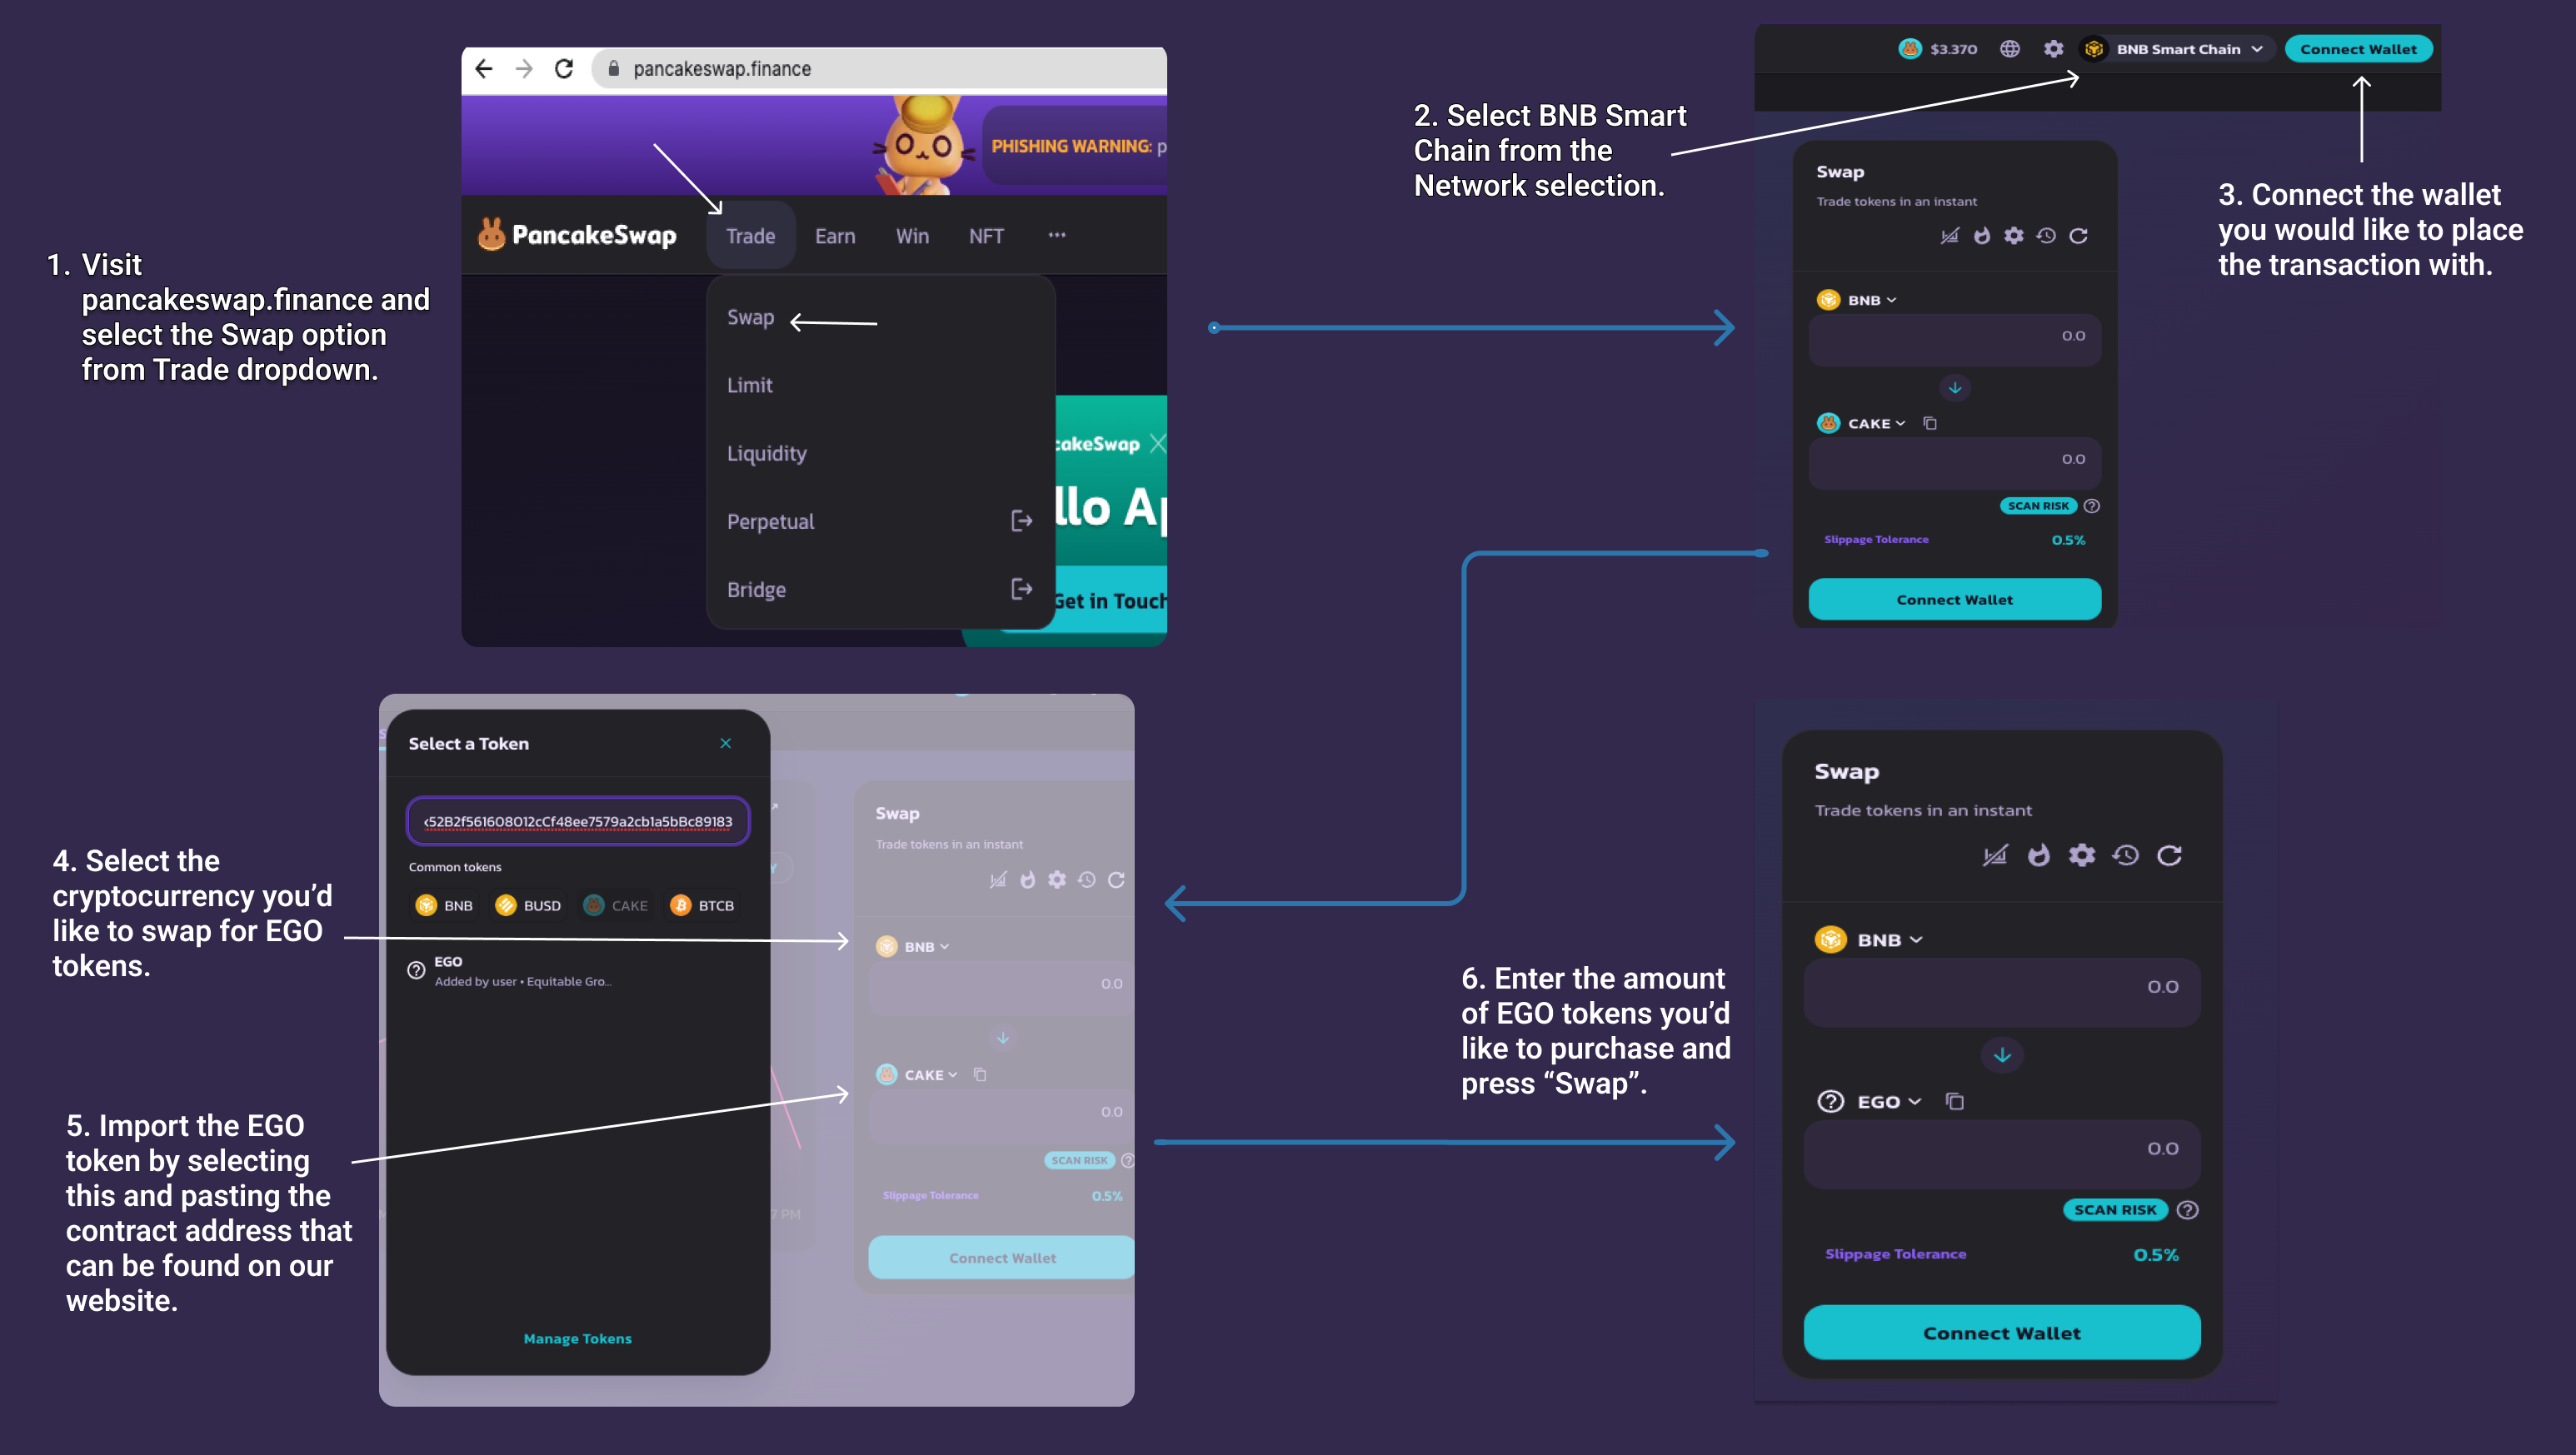 pancakeswap.finance
PHISHING WARNING: p
PancakeSwap
Trade
Earn
Win
NFT
Swap
Limit
Liquidity
Perpetual
Bridge
cakeSwap
llo Ap
Get in Touch
1. Visit
pancakeswap.finance and
select the Swap option
from Trade dropdown.
2. Select BNB Smart
Chain from the
Network selection.
$3.370
BNB Smart Chain
Connect Wallet
3. Connect the wallet
you would like to place
the transaction with.
Swap
Trade tokens in an instant
BNB
0.0
CAKE
0.0
SCAN RISK
Slippage Tolerance 0.5%
Connect Wallet
4. Select the
cryptocurrency you’d
like to swap for EGO
tokens.
5. Import the EGO
token by selecting
this and pasting the
contract address that
can be found on our
website.
Select a Token
52B2f561608012cCf48ee7579a2cb1a5bBc89183
Common tokens
BNB
BUSD
CAKE
BTCB
EGO
Added by user • Equitable Gro...
Manage Tokens
7 PM
Swap
Trade tokens in an instant
BNB
0.0
CAKE
0.0
SCAN RISK
Slippage Tolerance 0.5%
Connect Wallet
6. Enter the amount
of EGO tokens you’d
like to purchase and
press “Swap”.
Swap
Trade tokens in an instant
BNB
0.0
EGO
0.0
SCAN RISK
Slippage Tolerance 0.5%
Connect Wallet